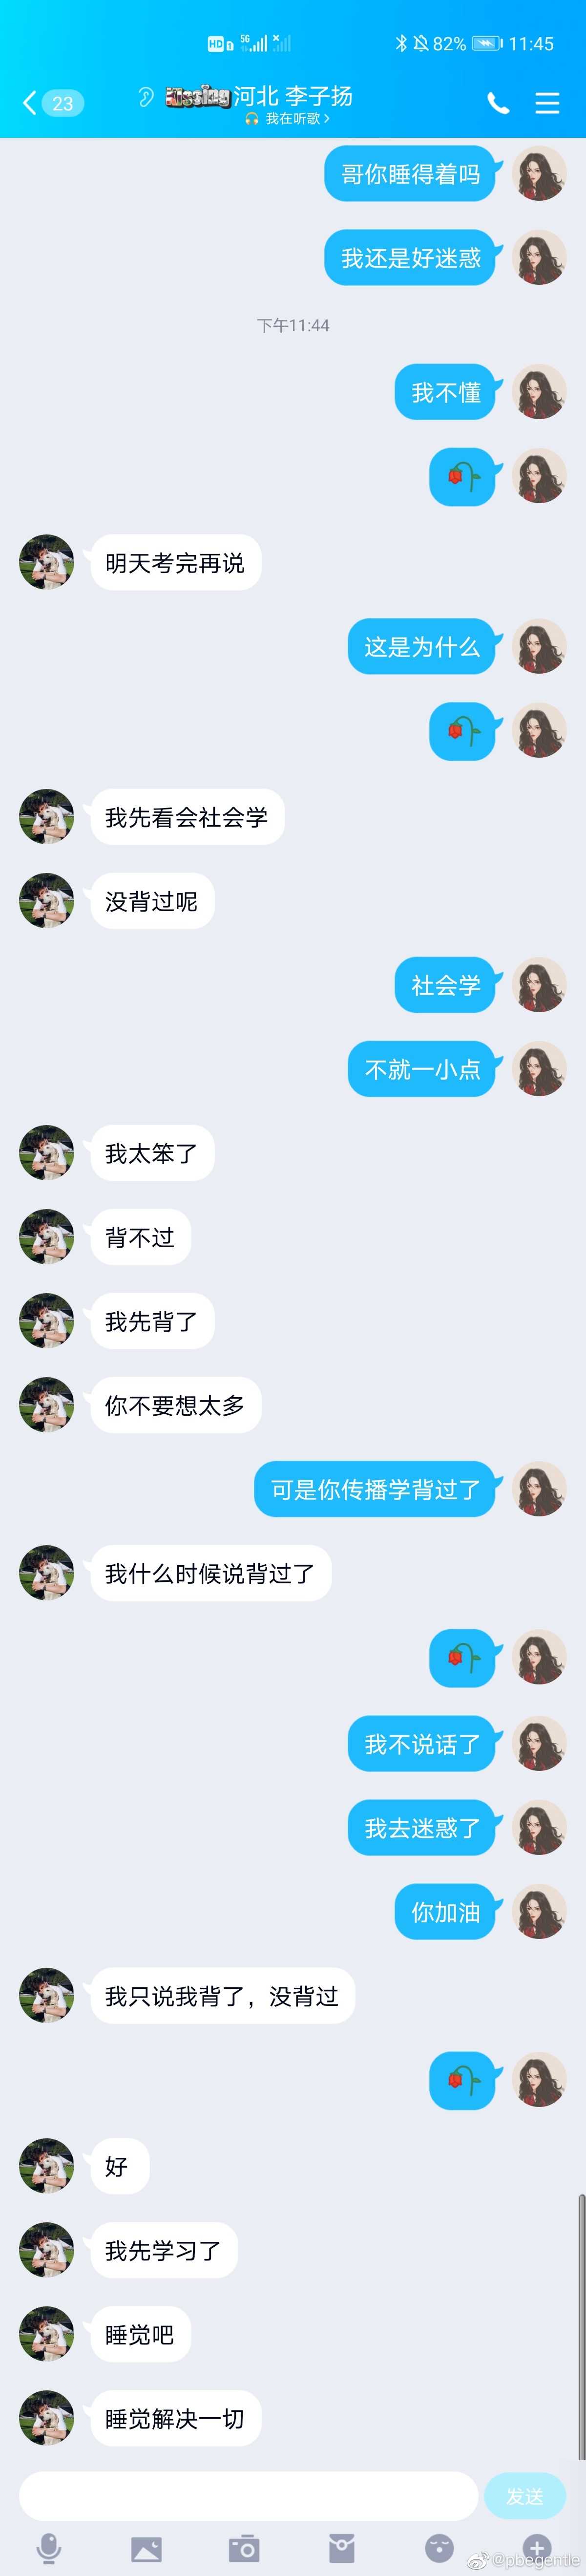 HD 5G 82% 11:45
23 Kissing河北 李子扬
我在听歌
哥你睡得着吗
我还是好迷惑
下午11:44
我不懂
明天考完再说
这是为什么
我先看会社会学
没背过呢
社会学
不就一小点
我太笨了
背不过
我先背了
你不要想太多
可是你传播学背过了
我什么时候说背过了
我不说话了
我去迷惑了
你加油
我只说我背了，没背过
好
我先学习了
睡觉吧
睡觉解决一切
发送
@pbegentle